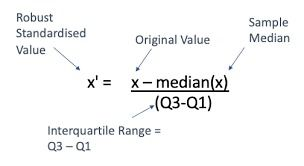 Robust
Standardised
Value
Original Value
Sample
Median
x' = x – median(x)
(Q3-Q1)
Interquartile Range =
Q3 – Q1